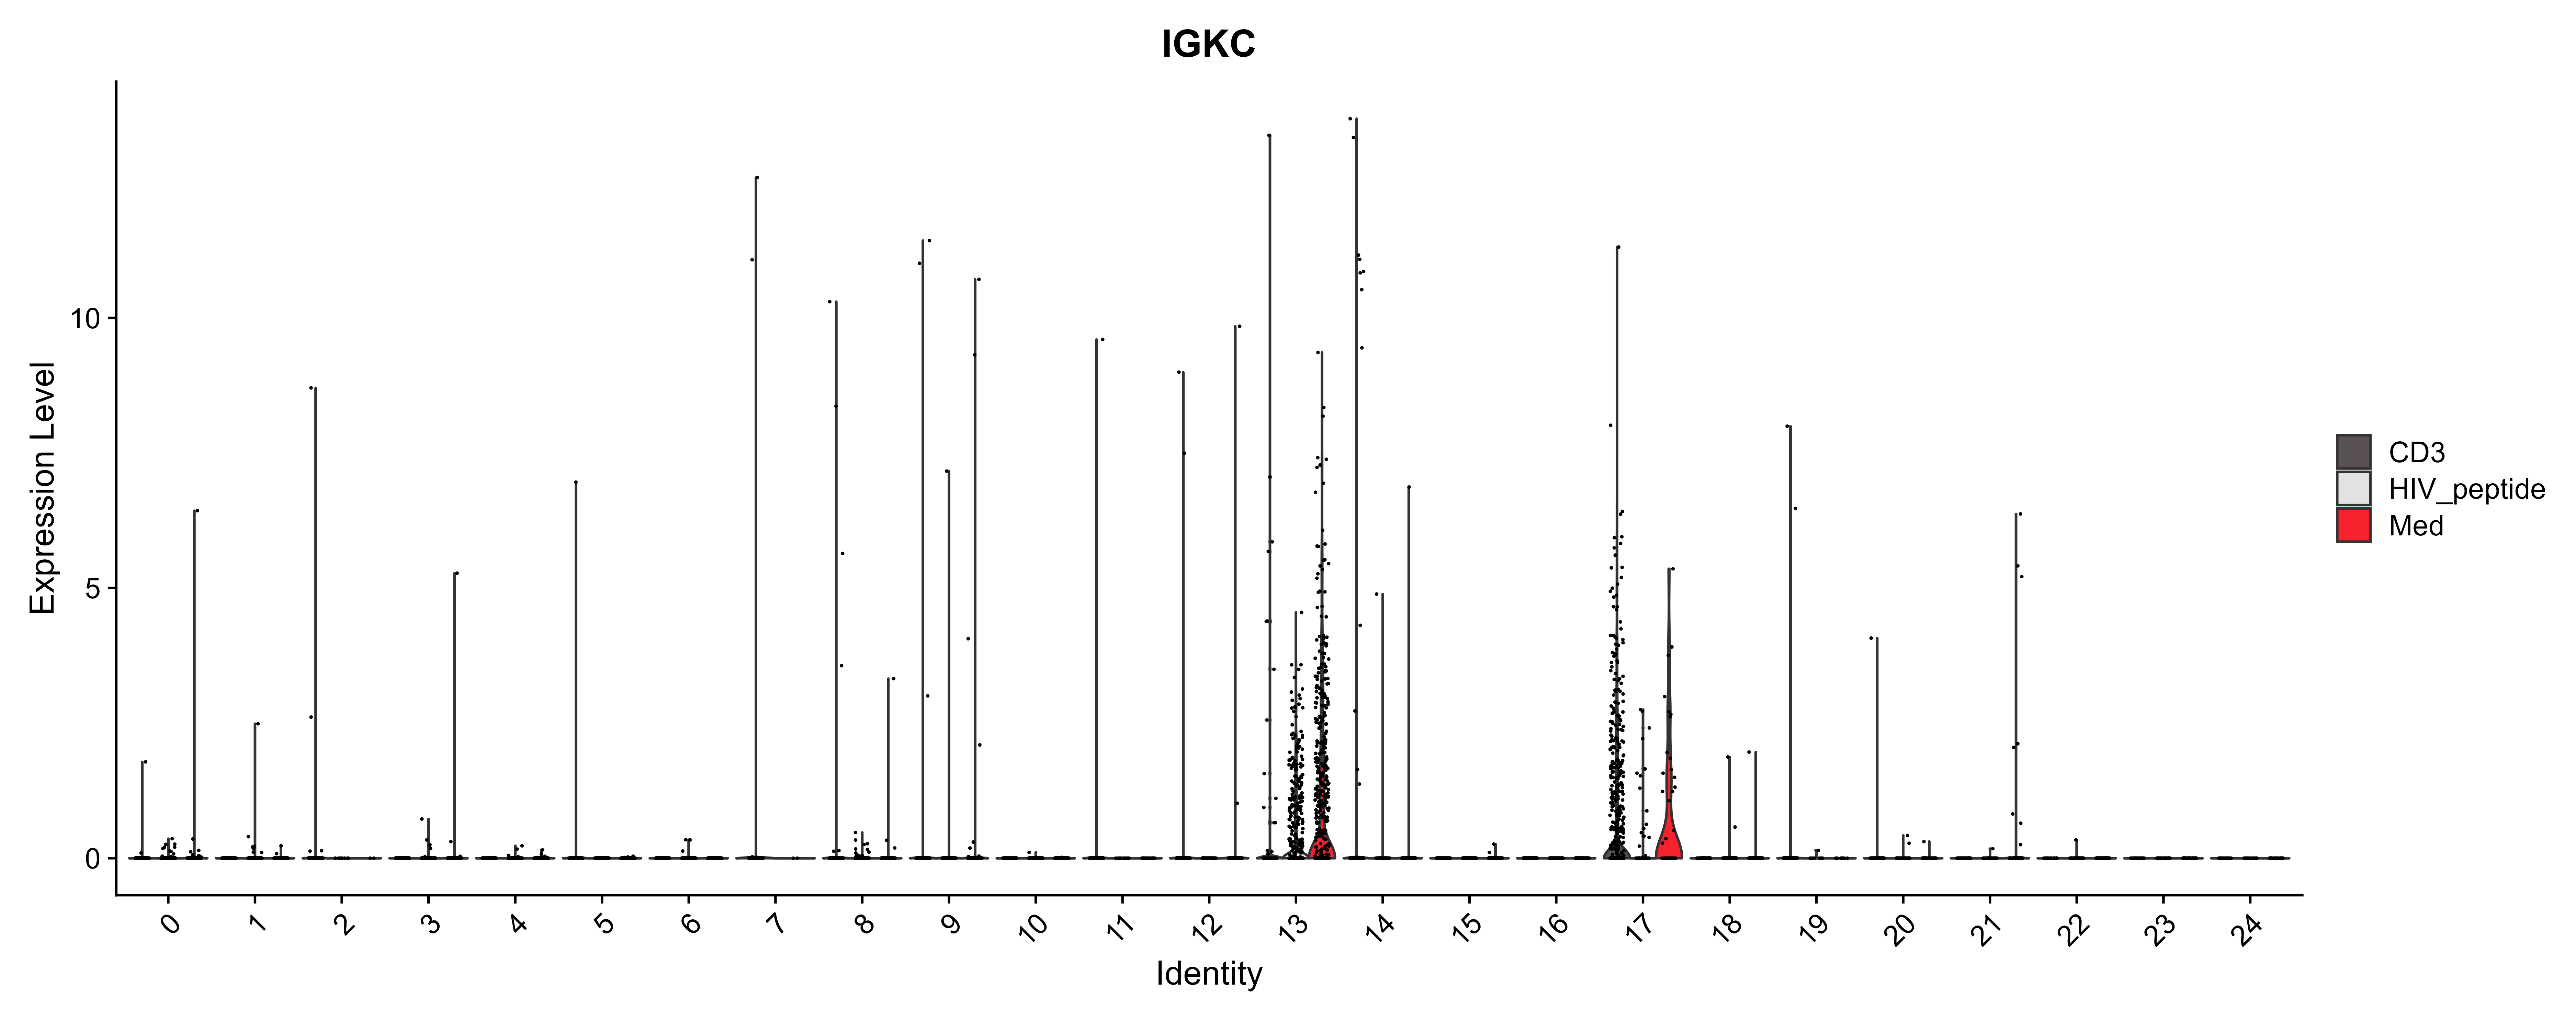 IGKC
Expression Level
10
5
0
0 1 2 3 4 5 6 7 8 9 10 11 12 13 14 15 16 17 18 19 20 21 22 23 24
Identity
CD3
HIV_peptide
Med